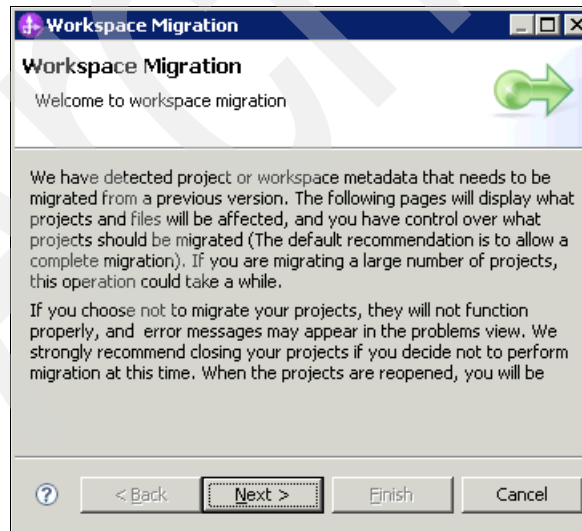 Workspace Migration
Workspace Migration
Welcome to workspace migration
We have detected project or workspace metadata that needs to be
migrated from a previous version. The following pages will display what
projects and files will be affected, and you have control over what
projects should be migrated (The default recommendation is to allow a
complete migration). If you are migrating a large number of projects,
this operation could take a while.
If you choose not to migrate your projects, they will not function
properly, and  error messages may appear in the problems view. We
strongly recommend closing your projects if you decide not to perform
migration at this time. When the projects are reopened, you will be
? < Back Next > Finish Cancel